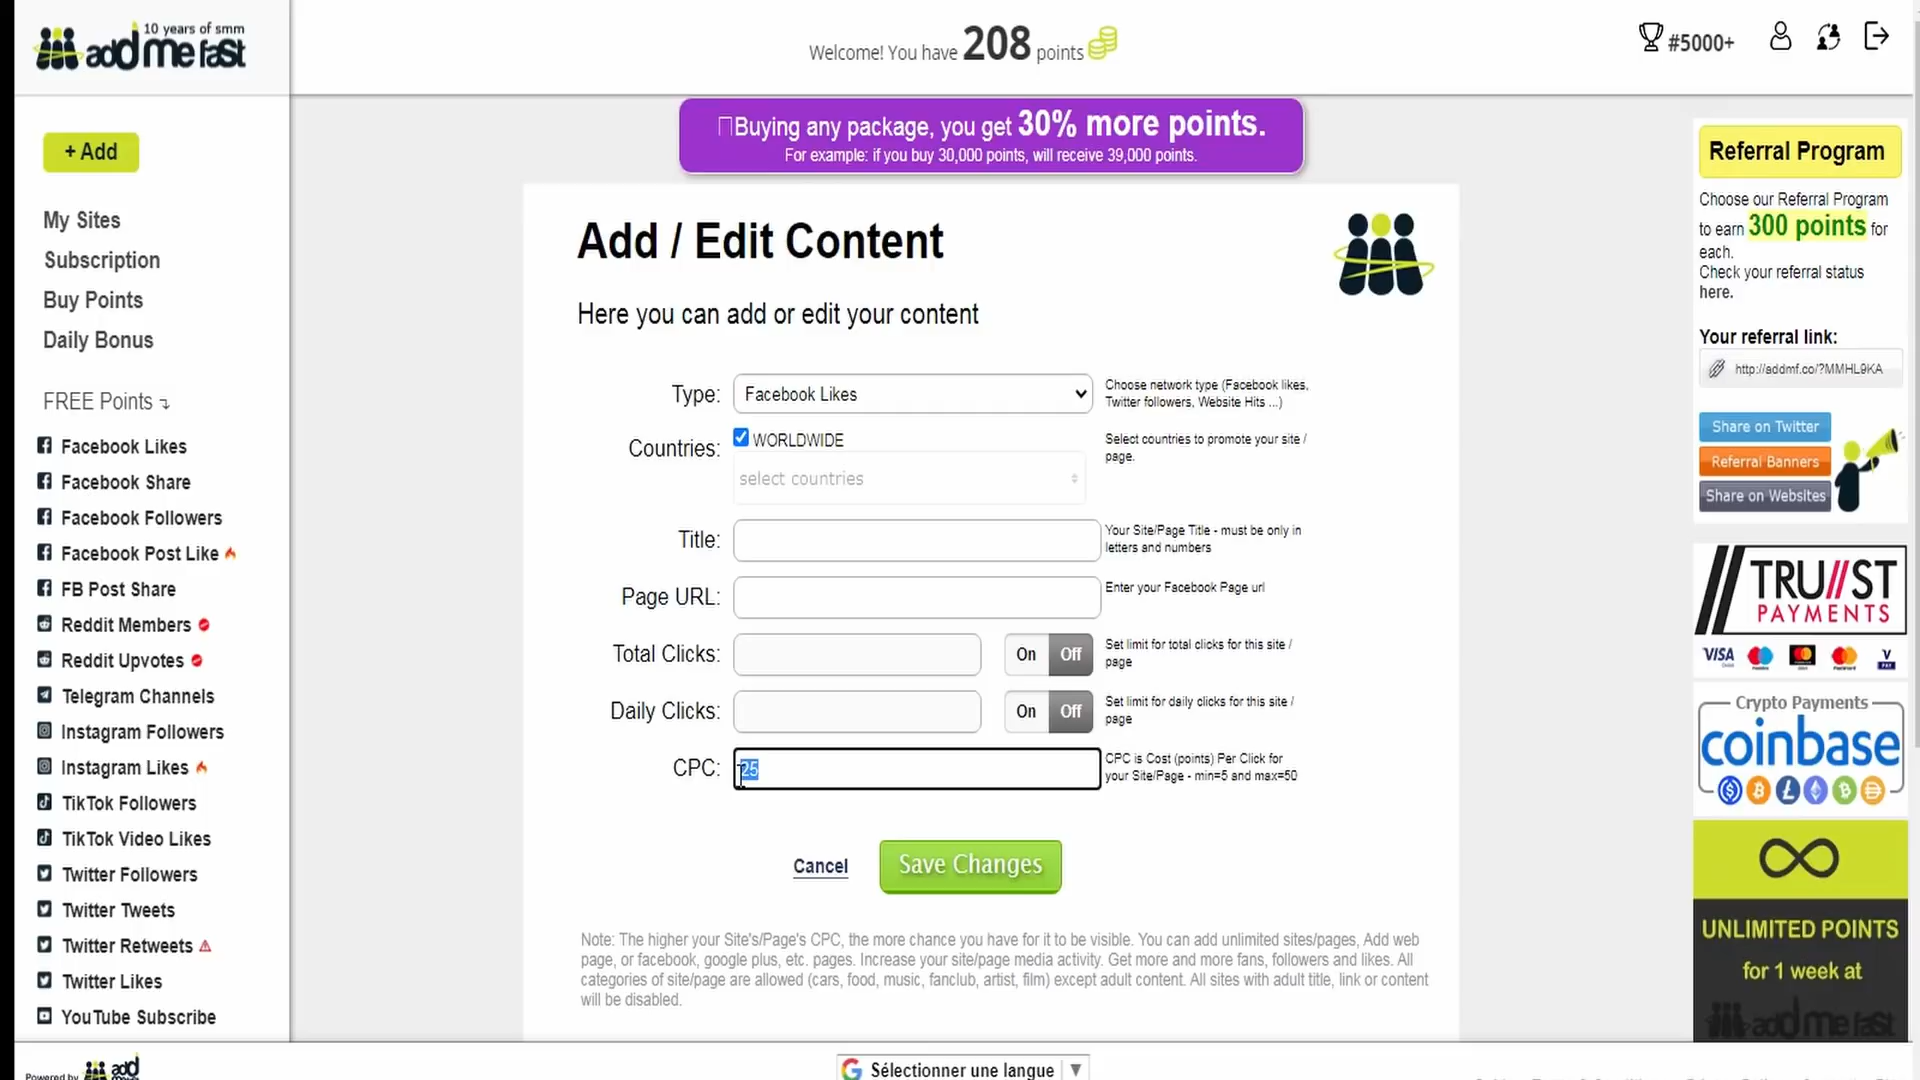 10 years of smm
add me fast
Welcome! You have 208 points
#5000+
+ Add
My Sites
Subscription
Buy Points
Daily Bonus
FREE Points
Facebook Likes
Facebook Share
Facebook Followers
Facebook Post Like
FB Post Share
Reddit Members
Reddit Upvotes
Telegram Channels
Instagram Followers
Instagram Likes
TikTok Followers
TikTok Video Likes
Twitter Followers
Twitter Tweets
Twitter Retweets
Twitter Likes
YouTube Subscribe
Powered by add
Buying any package, you get 30% more points.
For example: if you buy 30,000 points, will receive 39,000 points.
Add / Edit Content
Here you can add or edit your content
Type: Facebook Likes
Choose network type (Facebook likes,
Twitter followers, Website Hits ...)
Countries: WORLDWIDE
select countries
Select countries to promote your site /
page.
Title:
Your Site/Page Title - must be only in
letters and numbers
Page URL:
Enter your Facebook Page url
Total Clicks: On Off
Set limit for total clicks for this site /
page
Daily Clicks: On Off
Set limit for daily clicks for this site /
page
CPC: 25
CPC is Cost (points) Per Click for
your Site/Page - min=5 and max=50
Cancel Save Changes
Note: The higher your Site's/Page's CPC, the more chance you have for it to be visible. You can add unlimited sites/pages, Add web
page, or facebook, google plus, etc. pages. Increase your site/page media activity. Get more and more fans, followers and likes. All
categories of site/page are allowed (cars, food, music, fanclub, artist, film) except adult content. All sites with adult title, link or content
will be disabled.
Sélectionner une langue
Referral Program
Choose our Referral Program
to earn 300 points for
each.
Check your referral status
here.
Your referral link:
http://addmf.co/?MMHL9KA
Share on Twitter
Referral Banners
Share on Websites
TRU//ST
PAYMENTS
VISA
Crypto Payments
coinbase
UNLIMITED POINTS
for 1 week at
add me fast